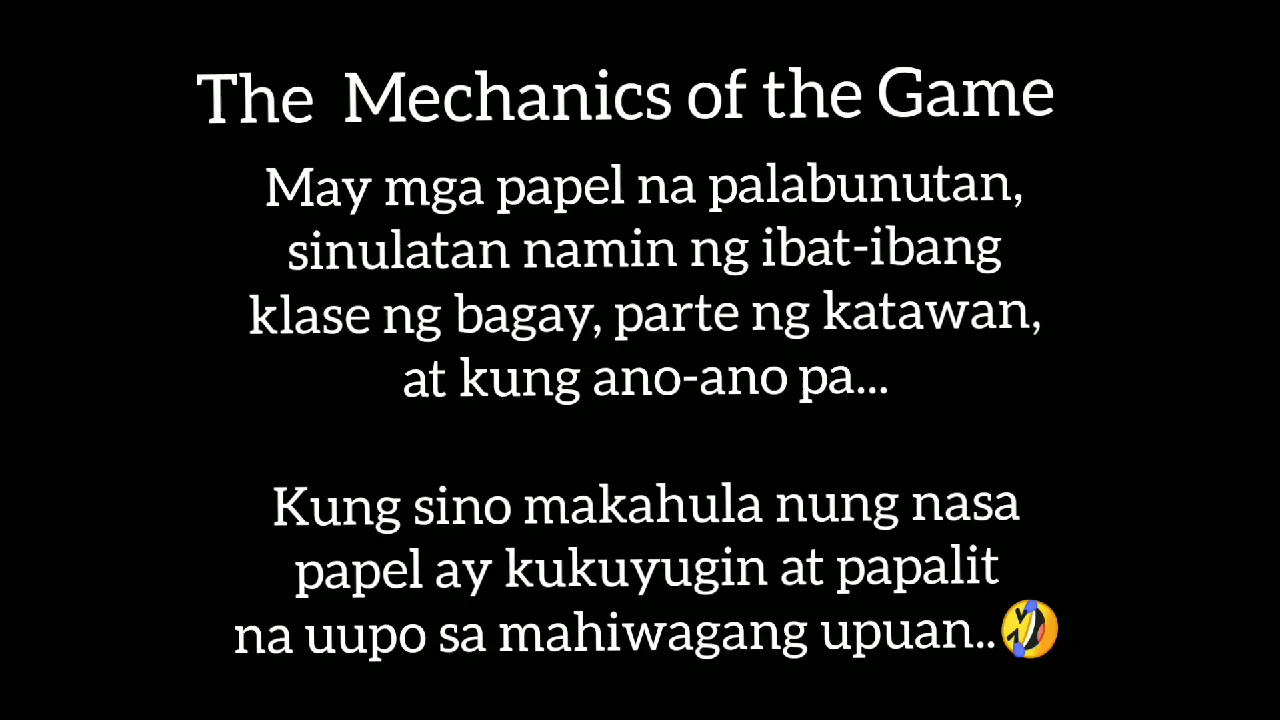 The Mechanics of the Game
May mga papel na palabunutan,
sinulatan namin ng ibat-ibang
klase ng bagay, parte ng katawan,
at kung ano-ano pa...
Kung sino makahula nung nasa
papel ay kukuyugin at papalit
na uupo sa mahiwagang upuan..🤣